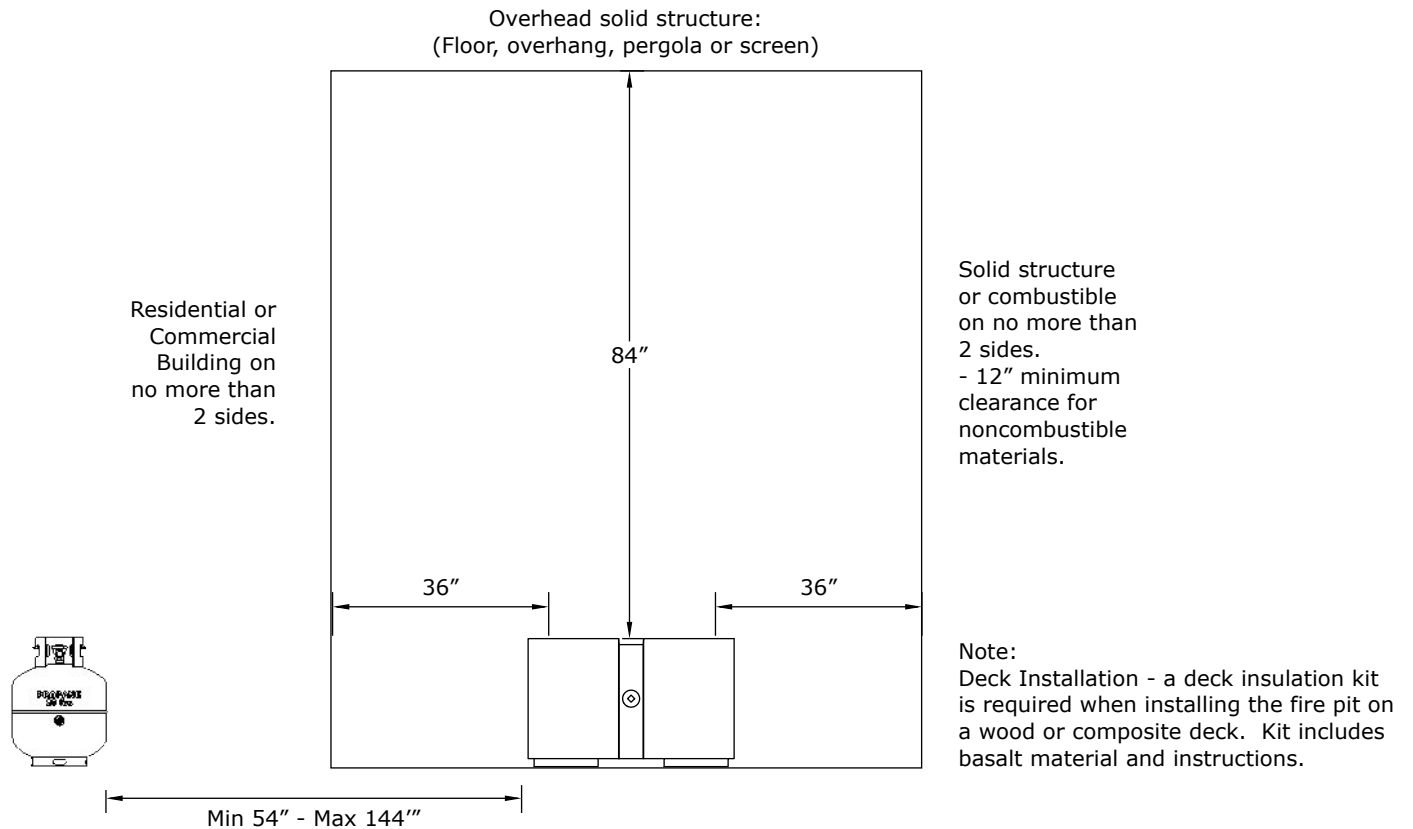 Overhead solid structure:
(Floor, overhang, pergola or screen)
Residential or
Commercial
Building on
no more than
2 sides.
84″
Solid structure
or combustible
on no more than
2 sides.
- 12″ minimum
clearance for
noncombustible
materials.
36″
36″
PROPANE
Note:
Deck Installation - a deck insulation kit
is required when installing the fire pit on
a wood or composite deck.  Kit includes
basalt material and instructions.
Min 54″ - Max 144′″